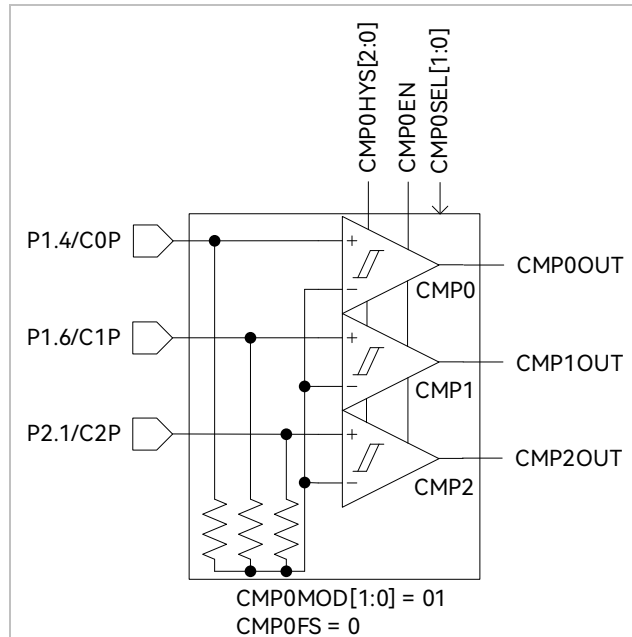 CMP0HYS[2:0]
CMP0EN
CMP0SEL[1:0]
P1.4/C0P
+
-
CMP0
CMP0OUT
P1.6/C1P
+
-
CMP1
CMP1OUT
P2.1/C2P
+
-
CMP2
CMP2OUT
CMP0MOD[1:0] = 01
CMP0FS = 0